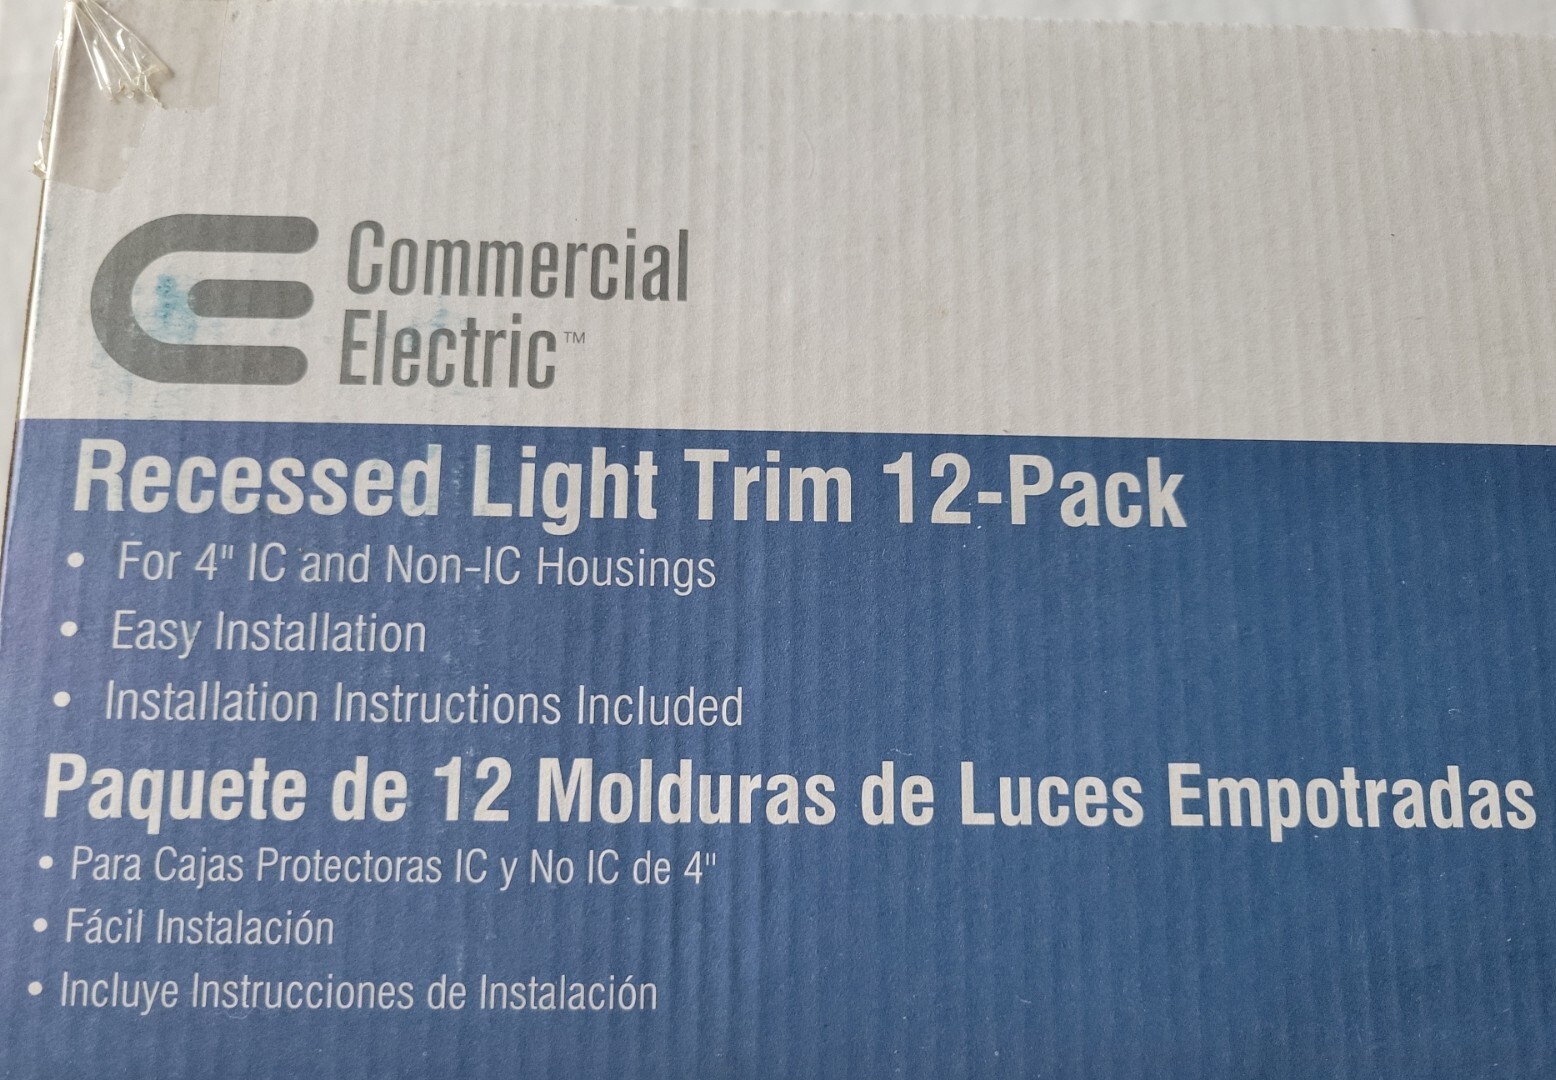 Commercial
Electric™
Recessed Light Trim 12-Pack
• For 4" IC and Non-IC Housings
• Easy Installation
• Installation Instructions Included
Paquete de 12 Molduras de Luces Empotradas
• Para Cajas Protectoras IC y No IC de 4"
• Fácil Instalación
• Incluye Instrucciones de Instalación